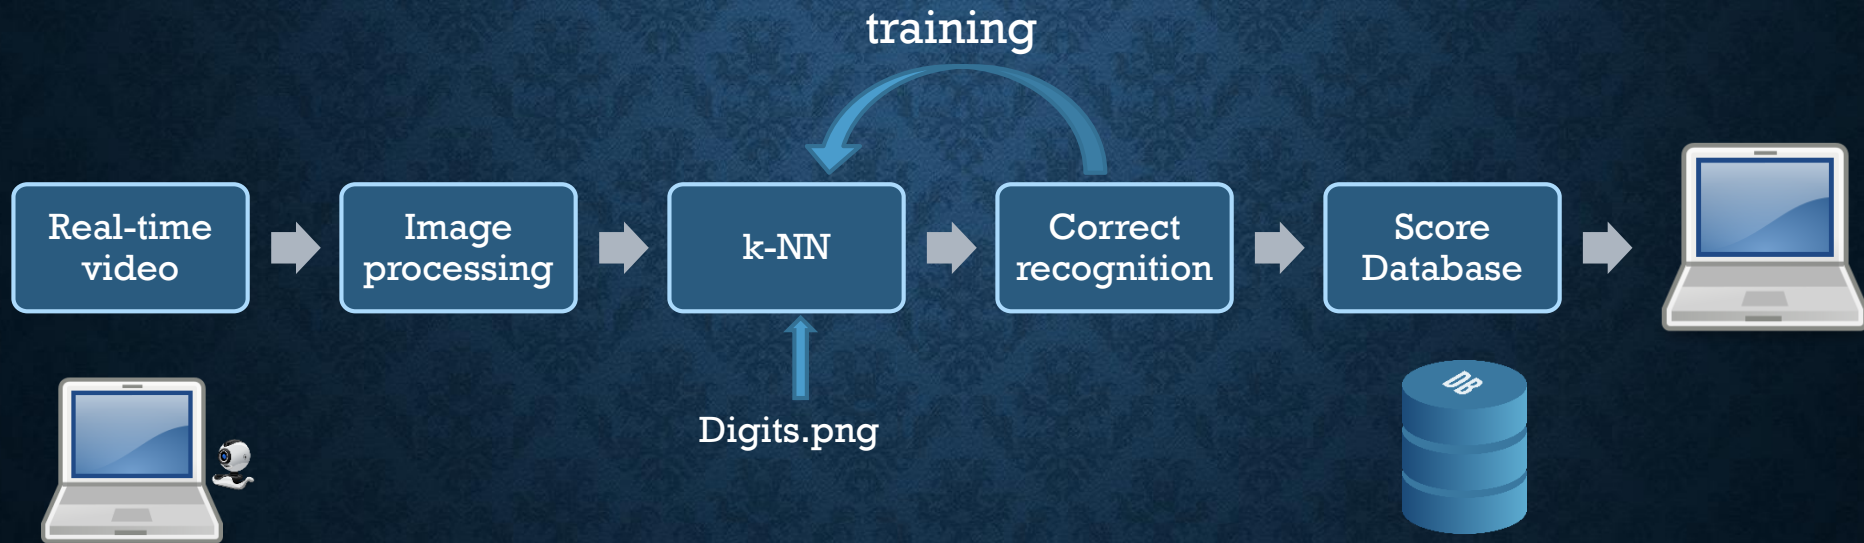 training
Real-time
video
Image
processing
k-NN
Correct
recognition
Score
Database
Digits.png
DB